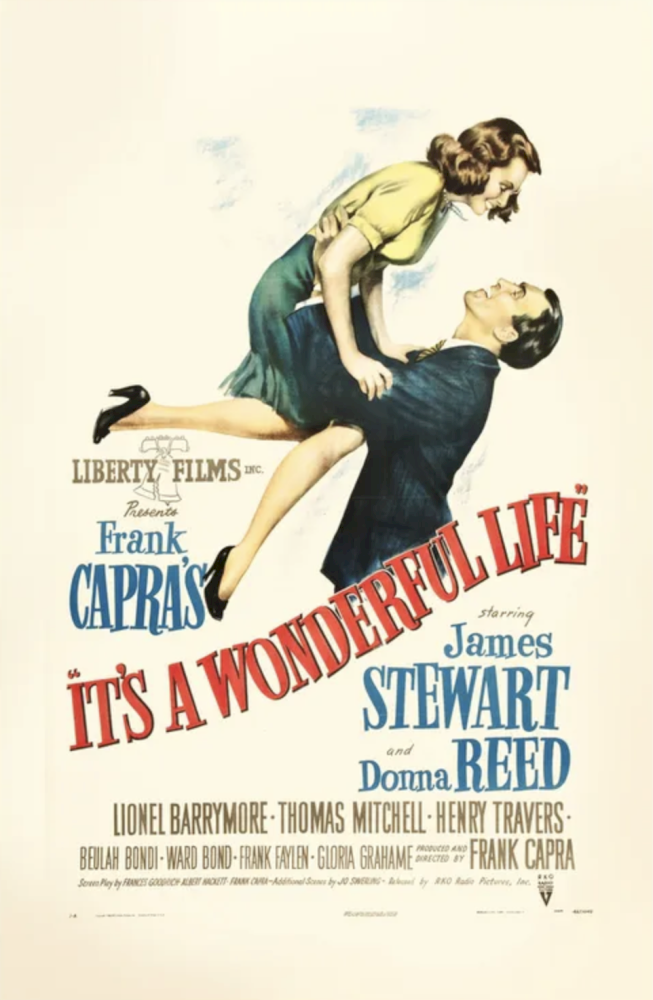 LIBERTY FILMS INC.
Presents
Frank
CAPRA'S
"IT'S A WONDERFUL LIFE"
starring
James
STEWART
and
Donna REED
LIONEL BARRYMORE · THOMAS MITCHELL · HENRY TRAVERS ·
BEULAH BONDI · WARD BOND · FRANK FAYLEN · GLORIA GRAHAME PRODUCED AND DIRECTED BY FRANK CAPRA
Screen Play by FRANCES GOODRICH · ALBERT HACKETT · FRANK CAPRA – Additional Scenes by JO SWERLING – Released by RKO Radio Pictures, Inc.
RKO
RADIO